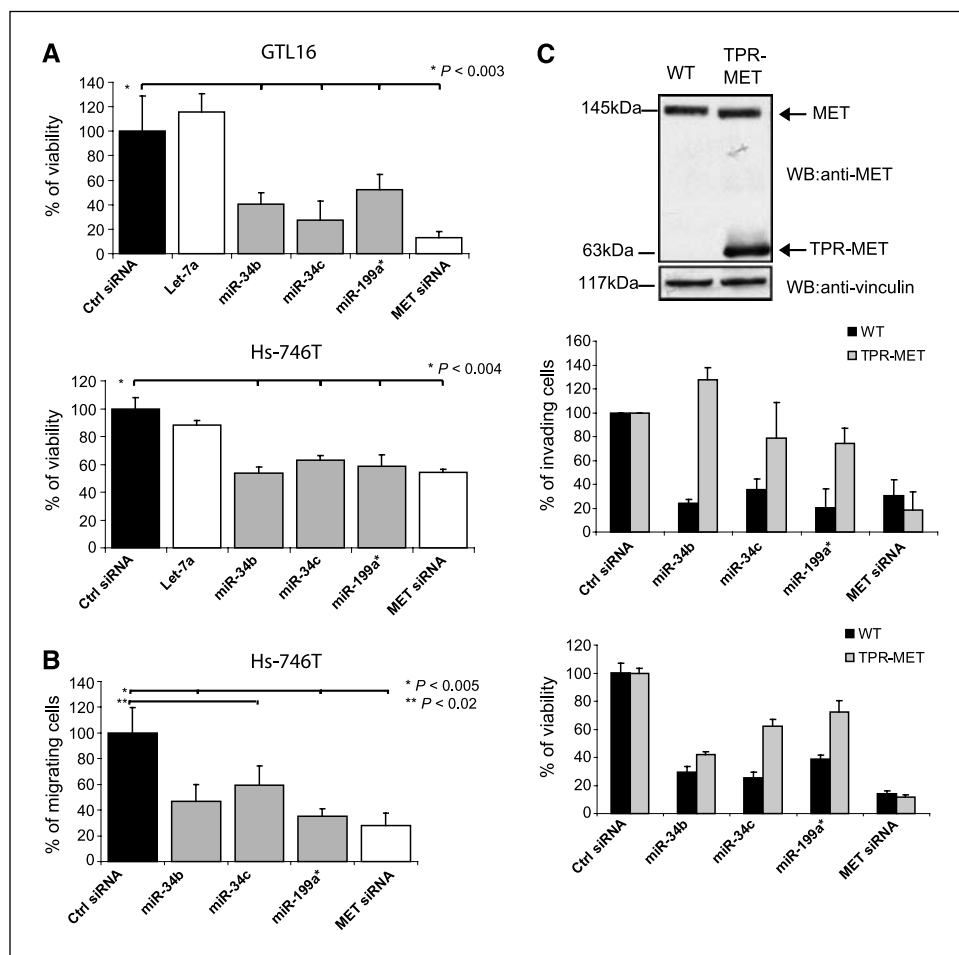 A
GTL16
* P < 0.003
*
140
120
100
80
60
40
20
0
% of viability
Ctrl siRNA
Let-7a
miR-34b
miR-34c
miR-199a*
MET siRNA
Hs-746T
* P < 0.004
*
120
100
80
60
40
20
0
% of viability
Ctrl siRNA
Let-7a
miR-34b
miR-34c
miR-199a*
MET siRNA
B
Hs-746T
* P < 0.005
** P < 0.02
*
**
120
100
80
60
40
20
0
% of migrating cells
Ctrl siRNA
miR-34b
miR-34c
miR-199a*
MET siRNA
C
WT
TPR-
MET
145kDa
MET
WB:anti-MET
63kDa
TPR-MET
117kDa
WB:anti-vinculin
WT
TPR-MET
160
140
120
100
80
60
40
20
0
% of invading cells
Ctrl siRNA
miR-34b
miR-34c
miR-199a*
MET siRNA
WT
TPR-MET
120
100
80
60
40
20
0
% of viability
Ctrl siRNA
miR-34b
miR-34c
miR-199a*
MET siRNA